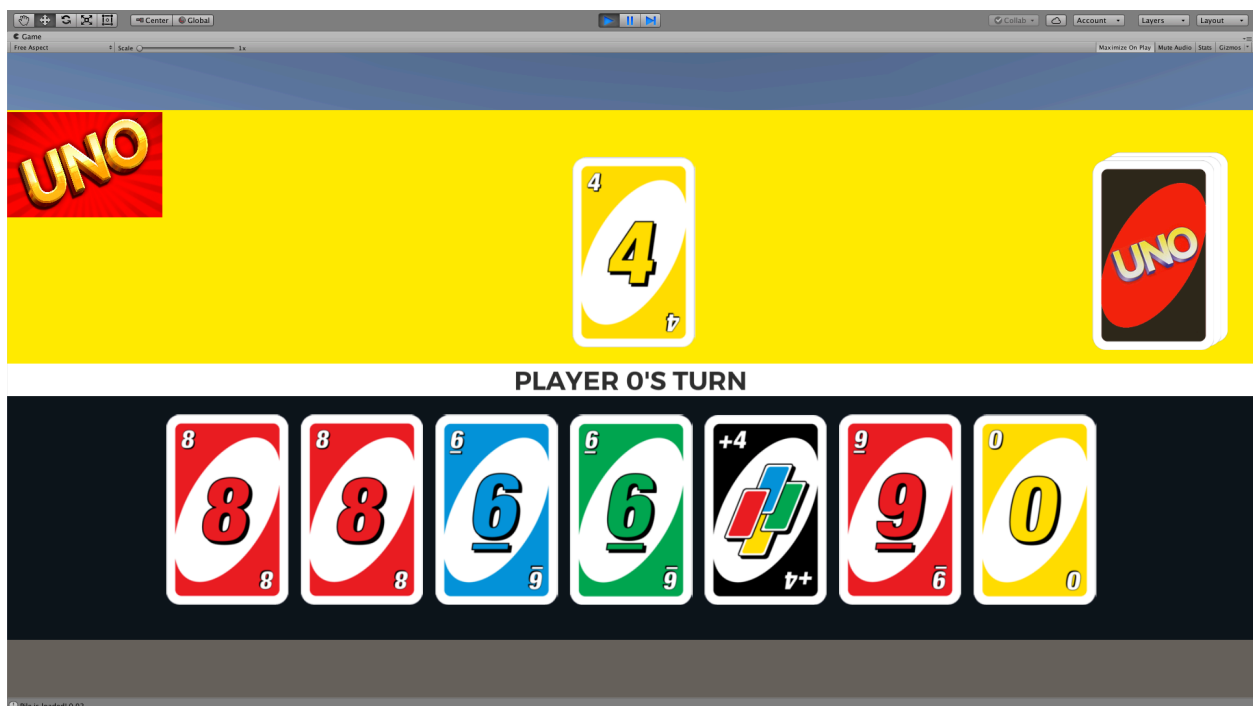 Center Global
Collab Account Layers Layout
Game
Free Aspect Scale 1x
Maximize On Play Mute Audio Stats Gizmos
UNO
4
4
4
UNO
PLAYER 0'S TURN
8 8 6 6 +4 9 0
8 8 6 6 9 0
8 8 6 6 +4 9 0